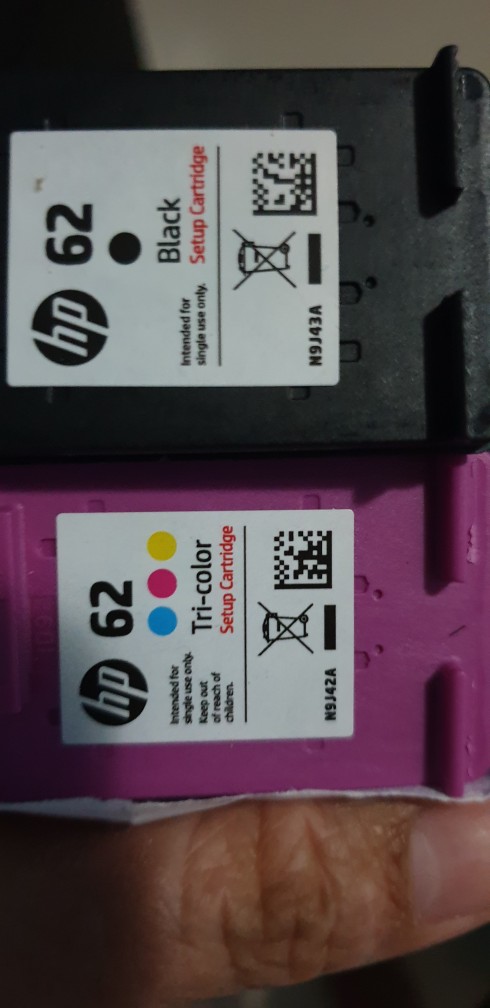 hp 62
Black
Setup Cartridge
Intended for
single use only.
N9J43A
hp 62
Tri-color
Setup Cartridge
Intended for
single use only.
Keep out
of reach of
children.
N9J42A